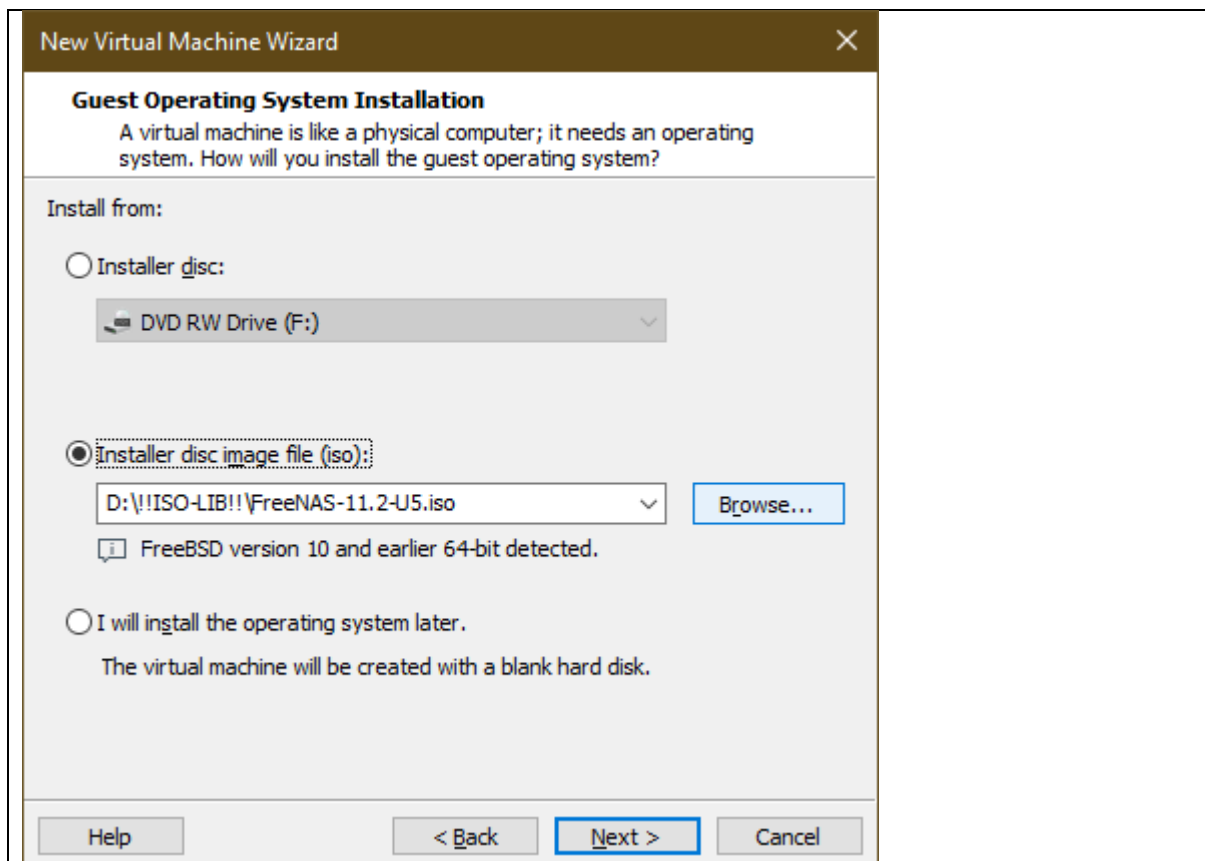 New Virtual Machine Wizard
Guest Operating System Installation
A virtual machine is like a physical computer; it needs an operating
system. How will you install the guest operating system?
Install from:
Installer disc:
DVD RW Drive (F:)
Installer disc image file (iso):
D:\!!ISO-LIB!!\FreeNAS-11.2-U5.iso
Browse...
FreeBSD version 10 and earlier 64-bit detected.
I will install the operating system later.
The virtual machine will be created with a blank hard disk.
Help
< Back
Next >
Cancel